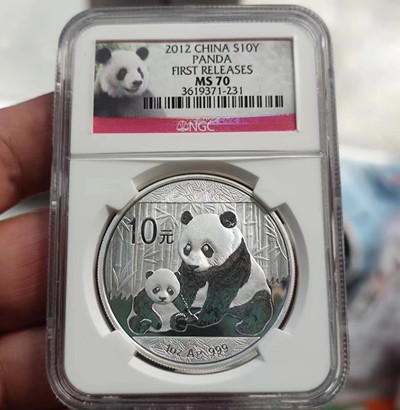 2012 CHINA S10Y
PANDA
FIRST RELEASES
MS 70
3619371-231
NGC
10元
1oz Ag .999